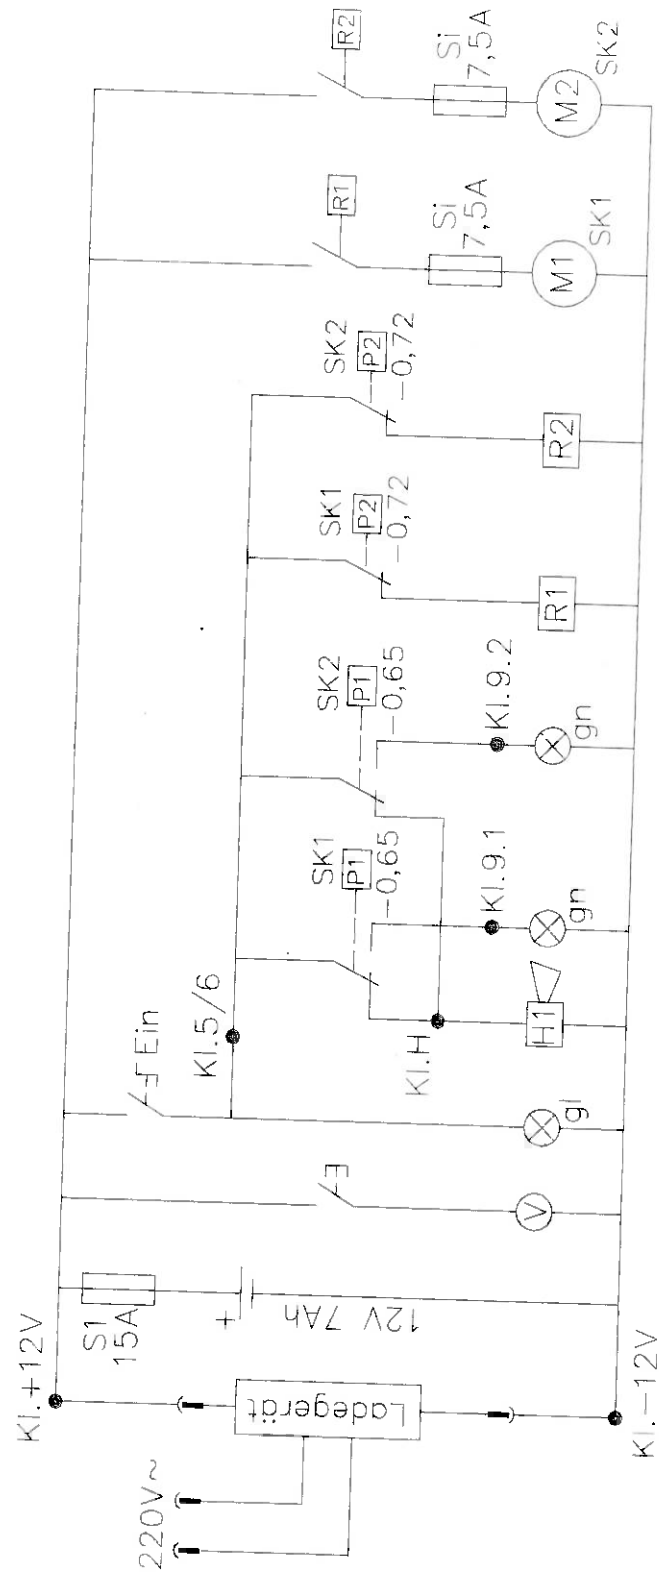 220V~
Kl.+12V
Ladegerät
Kl.-12V
S1
15A
+
12V 7Ah
V
Ein
gl
Kl.5/6
Kl.H
H1
SK1
P1
-0,65
Kl.9.1
gn
SK2
P1
-0,65
Kl.9.2
gn
SK1
P2
-0,72
R1
SK2
P2
-0,72
R2
R1
Si
7,5A
M1
SK1
R2
Si
7,5A
M2
SK2